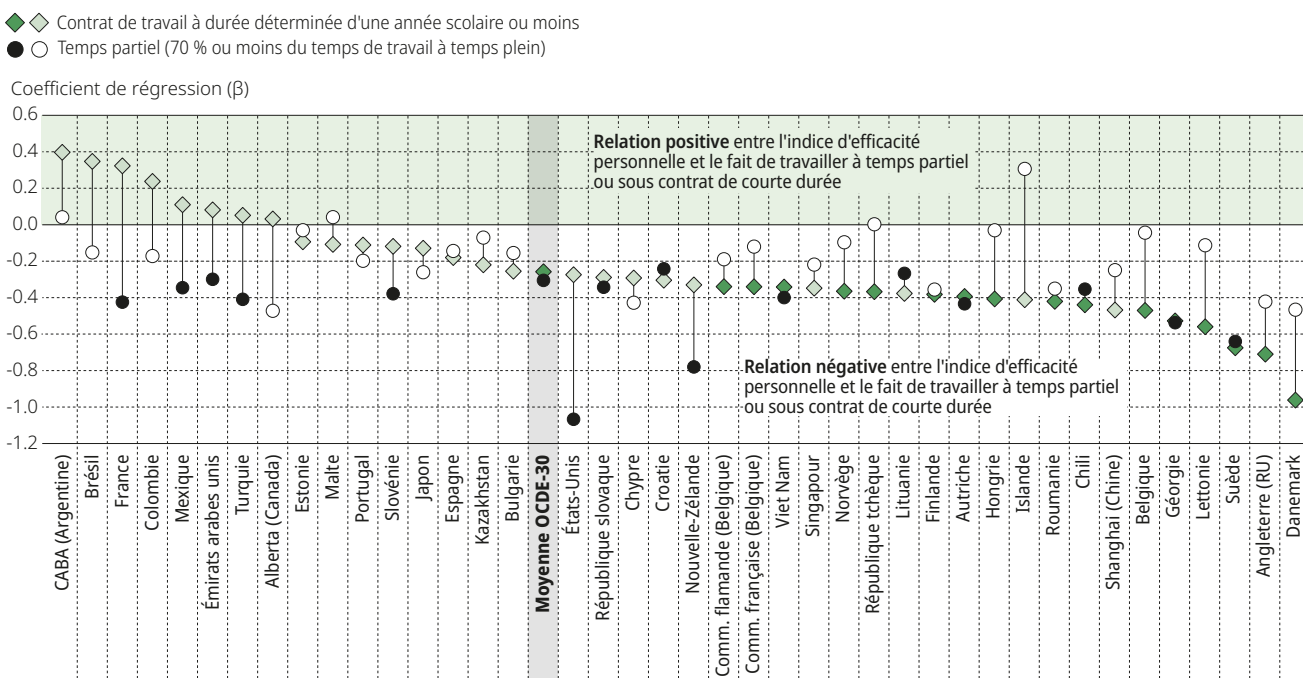 Contrat de travail à durée déterminée d'une année scolaire ou moins
Temps partiel (70 % ou moins du temps de travail à temps plein)
Coefficient de régression (β)
0.6
0.4
0.2
0.0
-0.2
-0.4
-0.6
-0.8
-1.0
-1.2
Relation positive entre l'indice d'efficacité
personnelle et le fait de travailler à temps partiel
ou sous contrat de courte durée
Relation négative entre l'indice d'efficacité
personnelle et le fait de travailler à temps partiel
ou sous contrat de courte durée
CABA (Argentine)
Brésil
France
Colombie
Mexique
Émirats arabes unis
Turquie
Alberta (Canada)
Estonie
Malte
Portugal
Slovénie
Japon
Espagne
Kazakhstan
Bulgarie
Moyenne OCDE-30
États-Unis
République slovaque
Chypre
Croatie
Nouvelle-Zélande
Comm. flamande (Belgique)
Comm. française (Belgique)
Viet Nam
Singapour
Norvège
République tchèque
Lituanie
Finlande
Autriche
Hongrie
Islande
Roumanie
Chili
Shanghai (Chine)
Belgique
Géorgie
Lettonie
Suède
Angleterre (RU)
Danemark